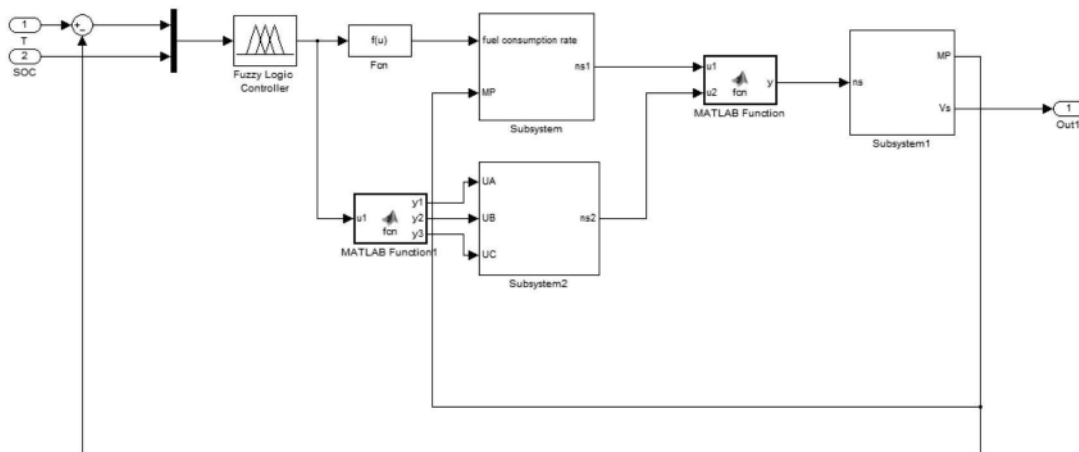 1
T
2
SOC
+
−
Fuzzy Logic
Controller
f(u)
Fcn
fuel consumption rate
ns1
MP
Subsystem
u1
u2
fcn
y
MATLAB Function
MP
ns
Vs
Subsystem1
1
Out1
u1
fcn
y1
y2
y3
MATLAB Function1
UA
UB
UC
ns2
Subsystem2